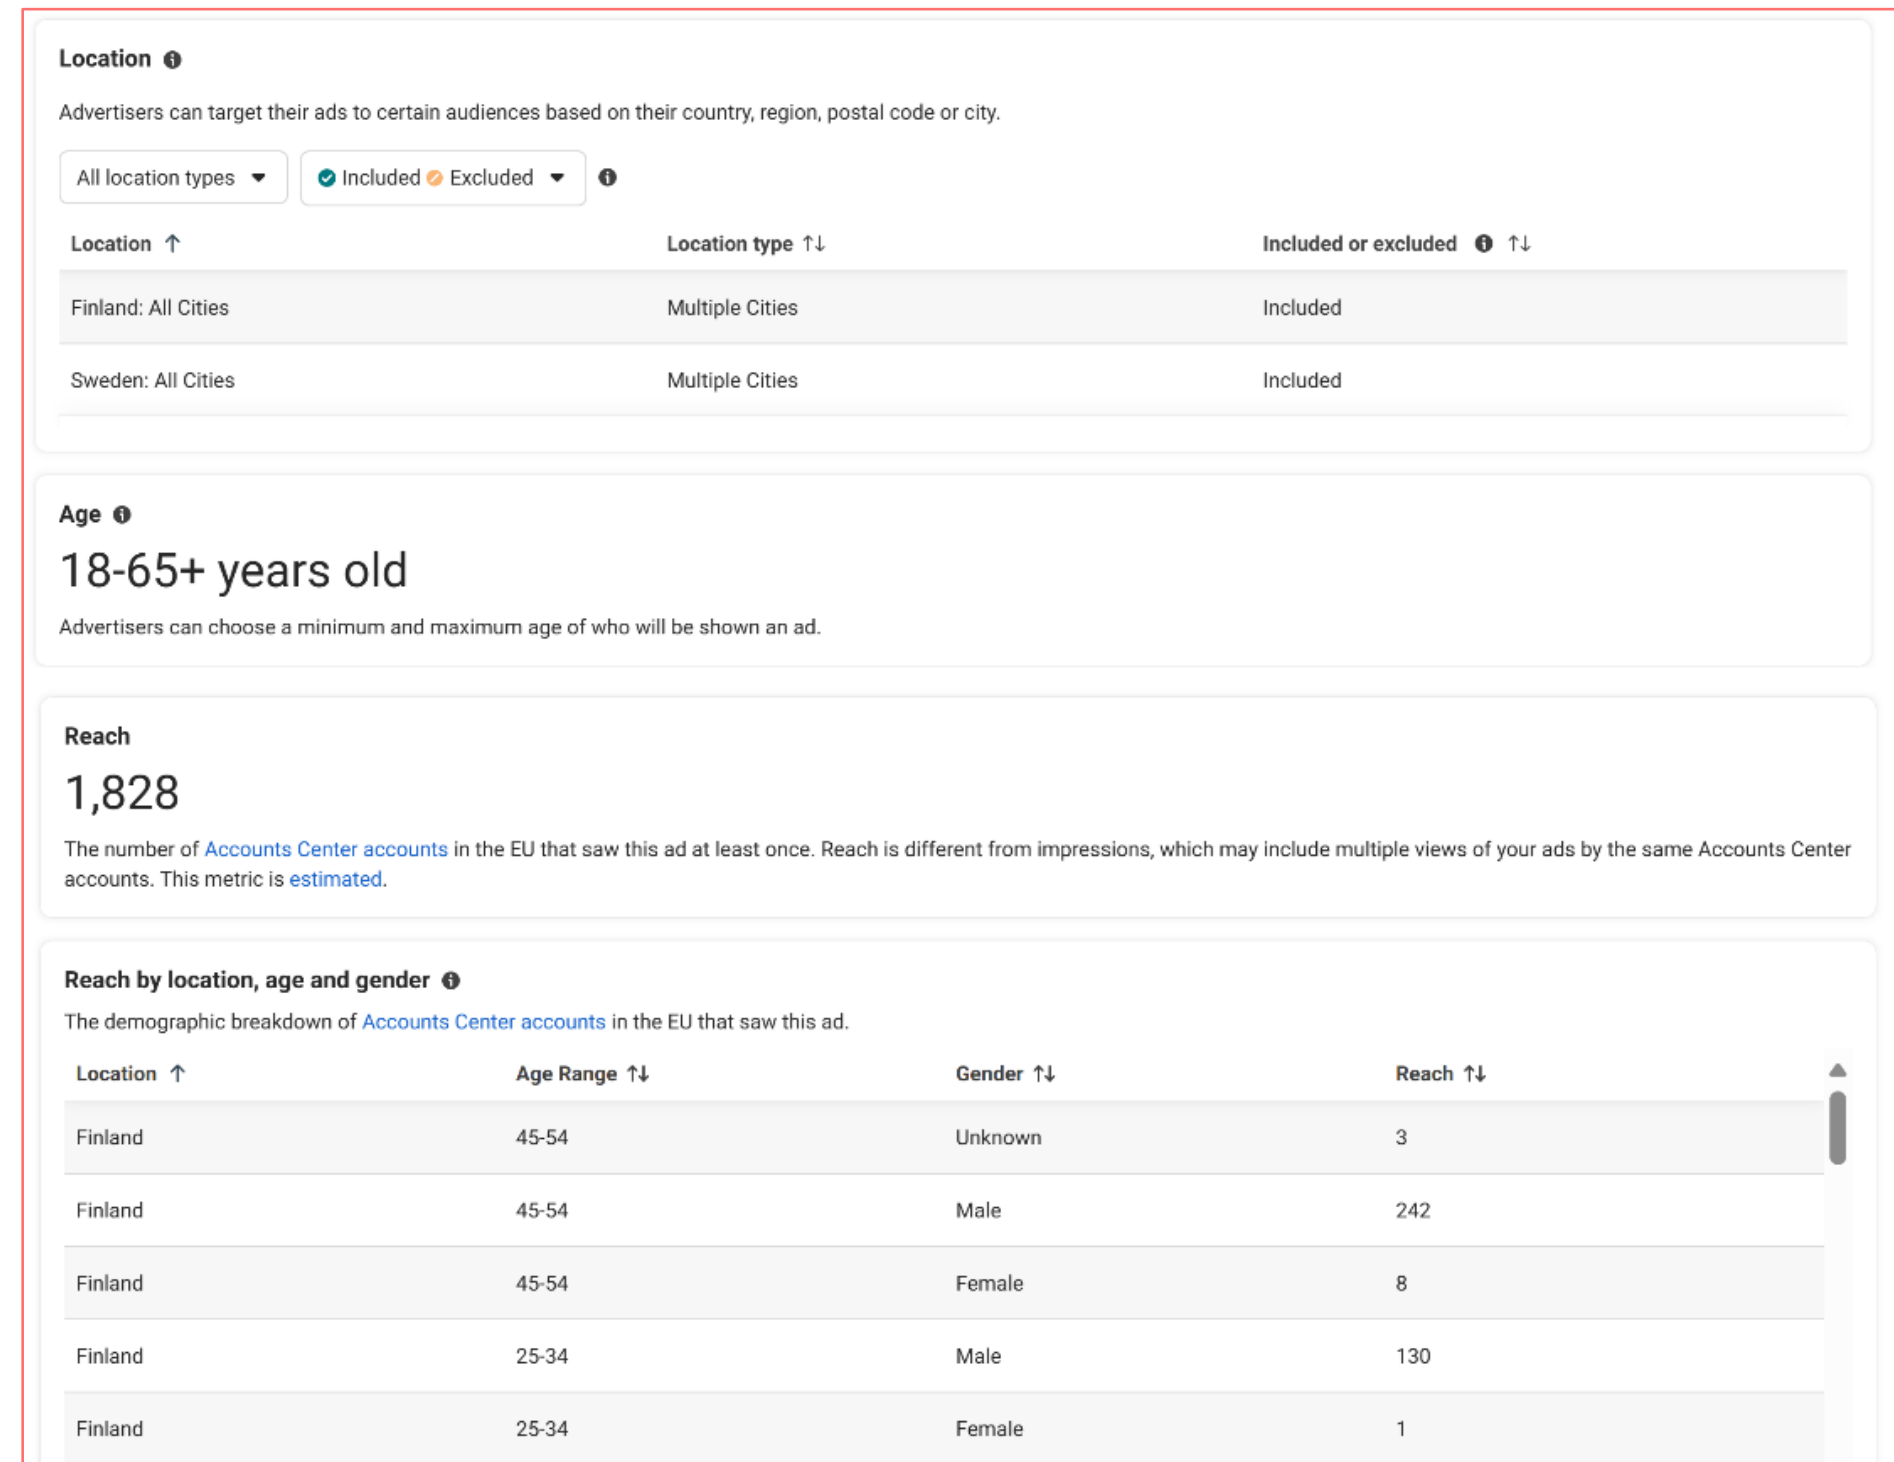 Location
Advertisers can target their ads to certain audiences based on their country, region, postal code or city.
All location types Included Excluded
Location ↑ Location type ↑↓ Included or excluded ↑↓
Finland: All Cities Multiple Cities Included
Sweden: All Cities Multiple Cities Included
Age
18-65+ years old
Advertisers can choose a minimum and maximum age of who will be shown an ad.
Reach
1,828
The number of Accounts Center accounts in the EU that saw this ad at least once. Reach is different from impressions, which may include multiple views of your ads by the same Accounts Center
accounts. This metric is estimated.
Reach by location, age and gender
The demographic breakdown of Accounts Center accounts in the EU that saw this ad.
Location ↑ Age Range ↑↓ Gender ↑↓ Reach ↑↓
Finland 45-54 Unknown 3
Finland 45-54 Male 242
Finland 45-54 Female 8
Finland 25-34 Male 130
Finland 25-34 Female 1